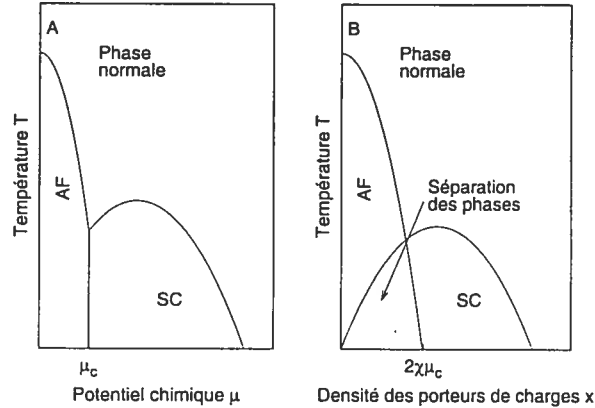 A
Phase
normale
Température T
AF
SC
μc
Potentiel chimique μ
B
Phase
normale
Température T
AF
Séparation
des phases
SC
2χμc
Densité des porteurs de charges x